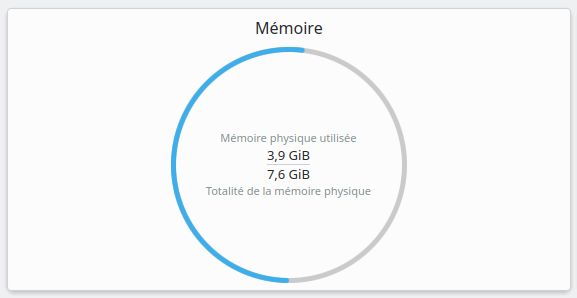 Mémoire
Mémoire physique utilisée
3,9 GiB
7,6 GiB
Totalité de la mémoire physique